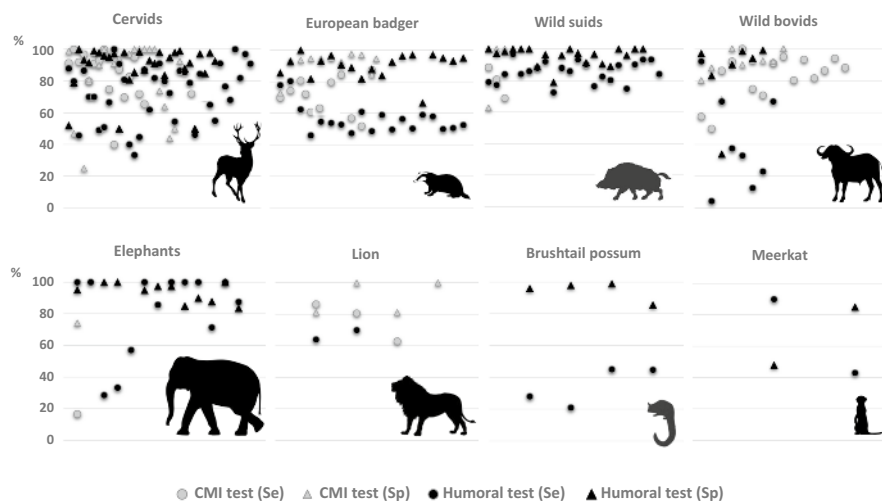 Cervids
European badger
Wild suids
Wild bovids
%
100
80
60
40
20
0
Elephants
Lion
Brushtail possum
Meerkat
%
100
80
60
40
20
0
CMI test (Se) CMI test (Sp) Humoral test (Se) Humoral test (Sp)